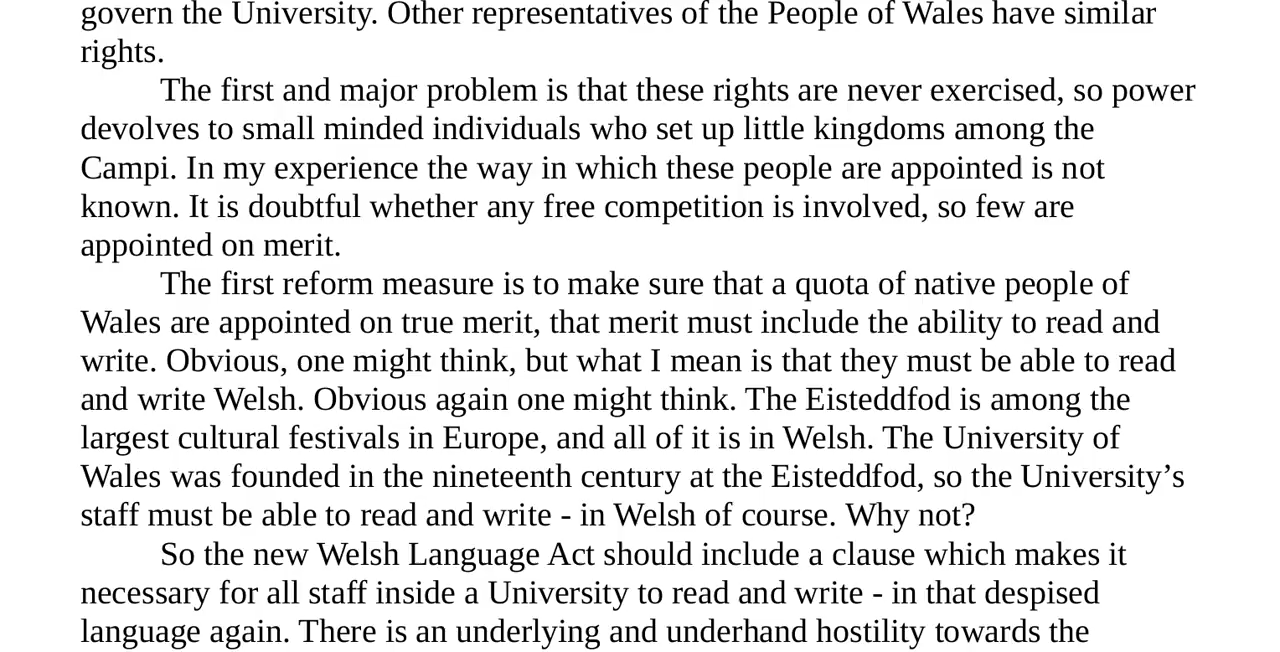 govern the University. Other representatives of the People of Wales have similar
rights.
The first and major problem is that these rights are never exercised, so power
devolves to small minded individuals who set up little kingdoms among the
Campi. In my experience the way in which these people are appointed is not
known. It is doubtful whether any free competition is involved, so few are
appointed on merit.
The first reform measure is to make sure that a quota of native people of
Wales are appointed on true merit, that merit must include the ability to read and
write. Obvious, one might think, but what I mean is that they must be able to read
and write Welsh. Obvious again one might think. The Eisteddfod is among the
largest cultural festivals in Europe, and all of it is in Welsh. The University of
Wales was founded in the nineteenth century at the Eisteddfod, so the University’s
staff must be able to read and write - in Welsh of course. Why not?
So the new Welsh Language Act should include a clause which makes it
necessary for all staff inside a University to read and write - in that despised
language again. There is an underlying and underhand hostility towards the